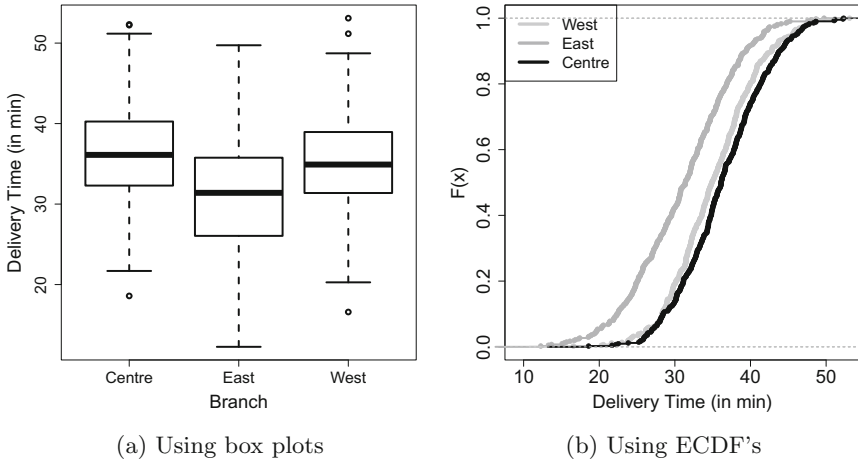 Delivery Time (in min)
50
40
30
20
Centre
East
West
Branch
(a) Using box plots
F(x)
1.0
0.8
0.6
0.4
0.2
0.0
West
East
Centre
10
20
30
40
50
Delivery Time (in min)
(b) Using ECDF's